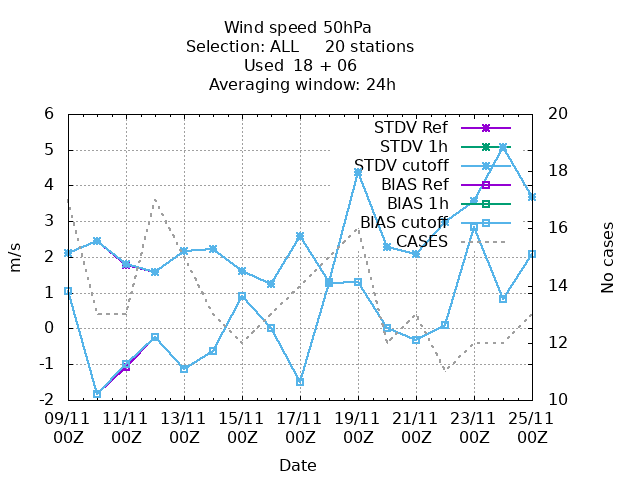 Wind speed 50hPa
Selection: ALL 20 stations
Used 18 + 06
Averaging window: 24h
STDV Ref
STDV 1h
STDV cutoff
BIAS Ref
BIAS 1h
BIAS cutoff
CASES
m/s
6
5
4
3
2
1
0
-1
-2
No cases
20
18
16
14
12
10
09/11 11/11 13/11 15/11 17/11 19/11 21/11 23/11 25/11
00Z 00Z 00Z 00Z 00Z 00Z 00Z 00Z 00Z
Date